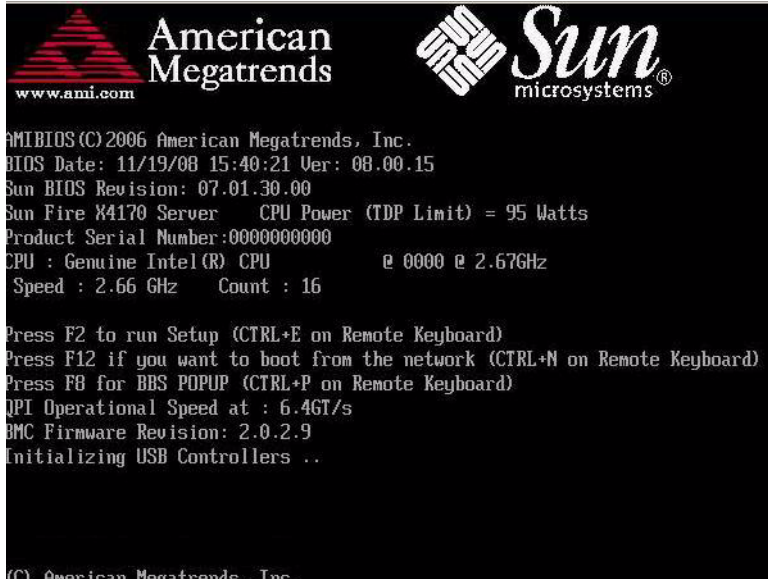 American
Megatrends
www.ami.com
Sun®
microsystems
AMIBIOS(C)2006 American Megatrends, Inc.
BIOS Date: 11/19/08 15:40:21 Ver: 08.00.15
Sun BIOS Revision: 07.01.30.00
Sun Fire X4170 Server CPU Power (TDP Limit) = 95 Watts
Product Serial Number:0000000000
CPU : Genuine Intel(R) CPU @ 0000 @ 2.67GHz
Speed : 2.66 GHz Count : 16
Press F2 to run Setup (CTRL+E on Remote Keyboard)
Press F12 if you want to boot from the network (CTRL+N on Remote Keyboard)
Press F8 for BBS POPUP (CTRL+P on Remote Keyboard)
QPI Operational Speed at : 6.4GT/s
BMC Firmware Revision: 2.0.2.9
Initializing USB Controllers ..
(C) American Megatrends, Inc.